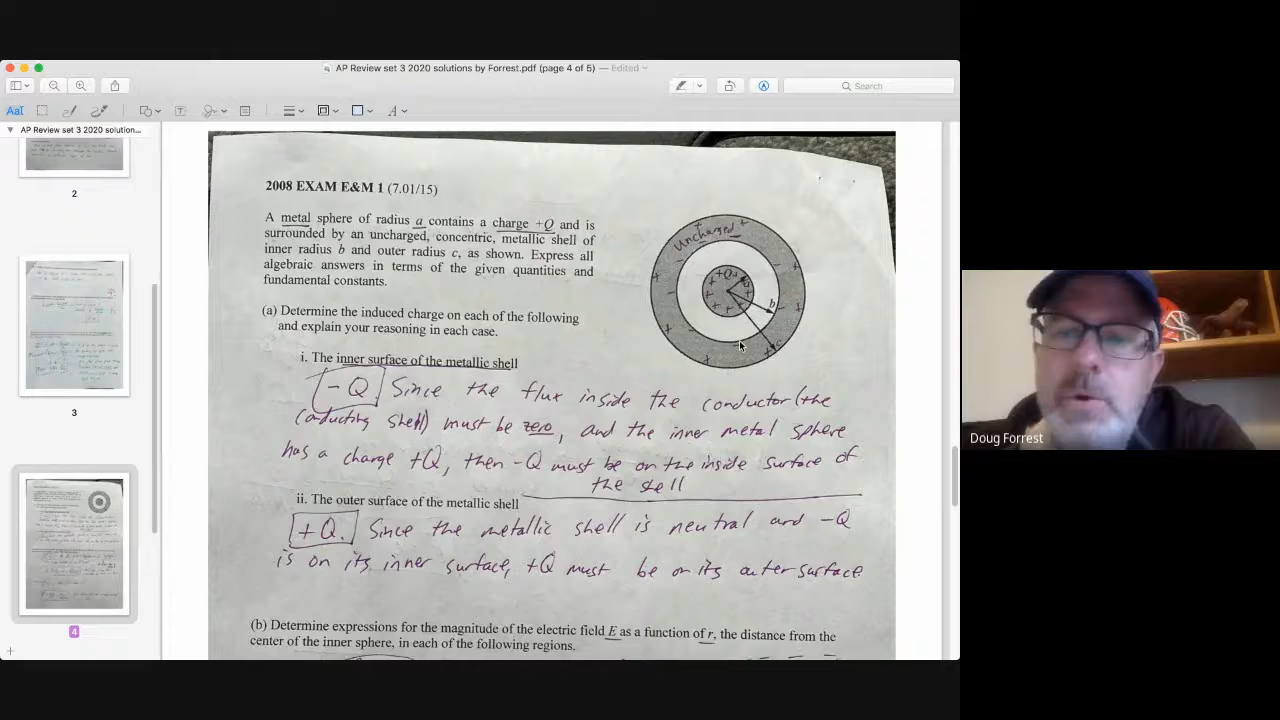 AP Review set 3 2020 solutions by Forrest.pdf (page 4 of 5) — Edited
Search
AP Review set 3 2020 solution...
2
3
4
2008 EXAM E&M 1 (7.01/15)
A metal sphere of radius a contains a charge +Q and is
surrounded by an uncharged, concentric, metallic shell of
inner radius b and outer radius c, as shown. Express all
algebraic answers in terms of the given quantities and
fundamental constants.
Uncharged
+Q
a
b
c
(a) Determine the induced charge on each of the following
and explain your reasoning in each case.
i. The inner surface of the metallic shell
-Q Since the flux inside the conductor (the
conducting shell) must be zero, and the inner metal sphere
has a charge +Q, then -Q must be on the inside surface of
the shell
ii. The outer surface of the metallic shell
+Q. Since the metallic shell is neutral and -Q
is on its inner surface, +Q must be on its outer surface.
(b) Determine expressions for the magnitude of the electric field E as a function of r, the distance from the
center of the inner sphere, in each of the following regions.
Doug Forrest